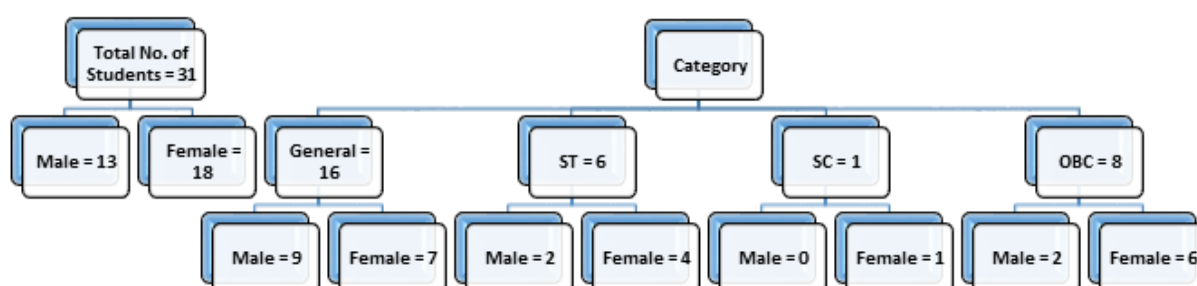 Total No. of
Students = 31
Category
Male = 13
Female =
18
General =
16
ST = 6
SC = 1
OBC = 8
Male = 9
Female = 7
Male = 2
Female = 4
Male = 0
Female = 1
Male = 2
Female = 6